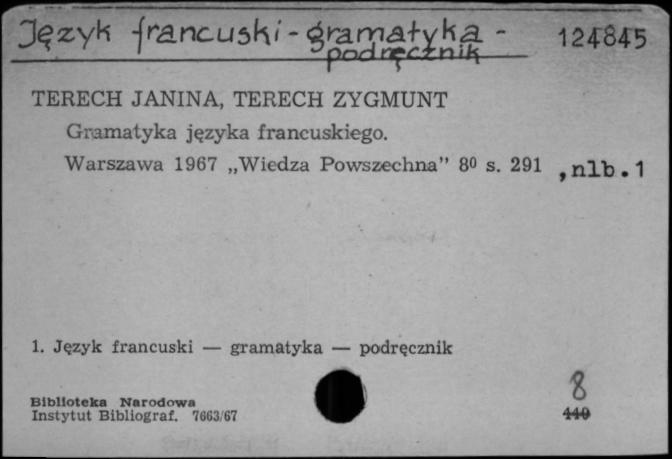 Język francuski - gramatyka - 124845
podręcznik
TERECH JANINA, TERECH ZYGMUNT
Gramatyka języka francuskiego.
Warszawa 1967 „Wiedza Powszechna” 8⁰ s. 291 , nlb. 1
1. Język francuski — gramatyka — podręcznik
8
Biblioteka Narodowa
Instytut Bibliograf. 7663/67 440